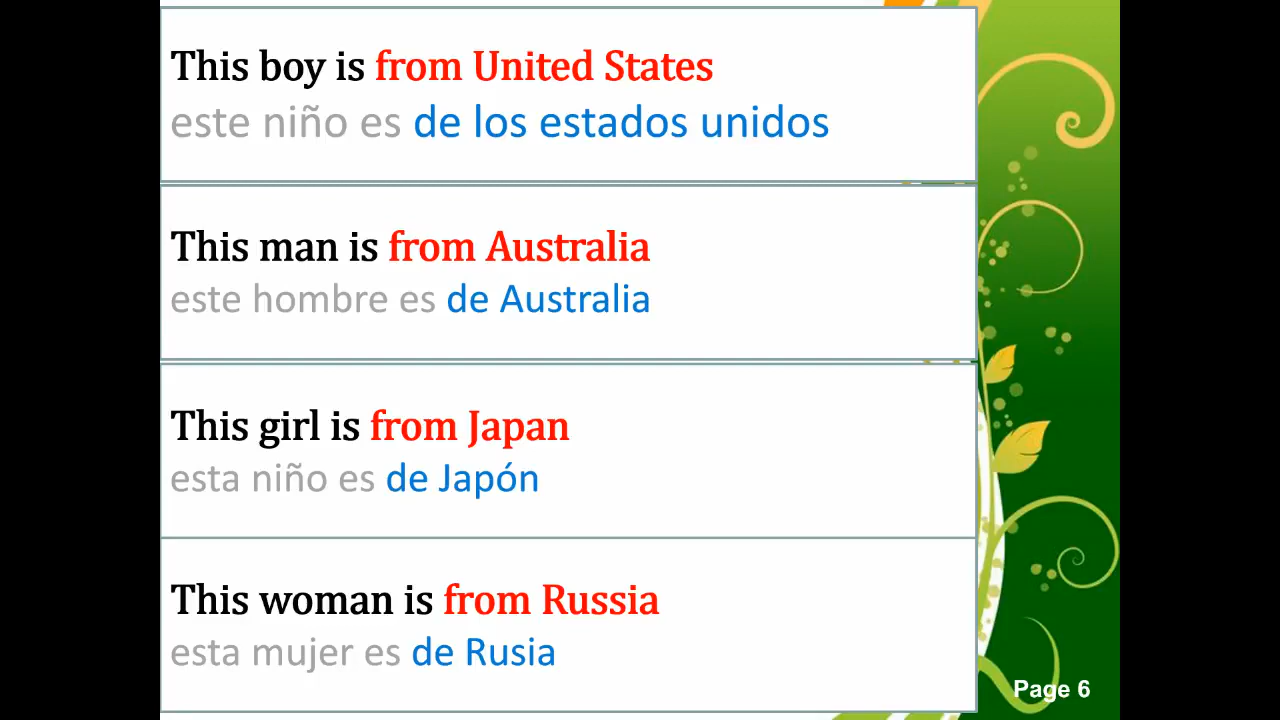 This boy is from United States
este niño es de los estados unidos
This man is from Australia
este hombre es de Australia
This girl is from Japan
esta niño es de Japón
This woman is from Russia
esta mujer es de Rusia
Page 6